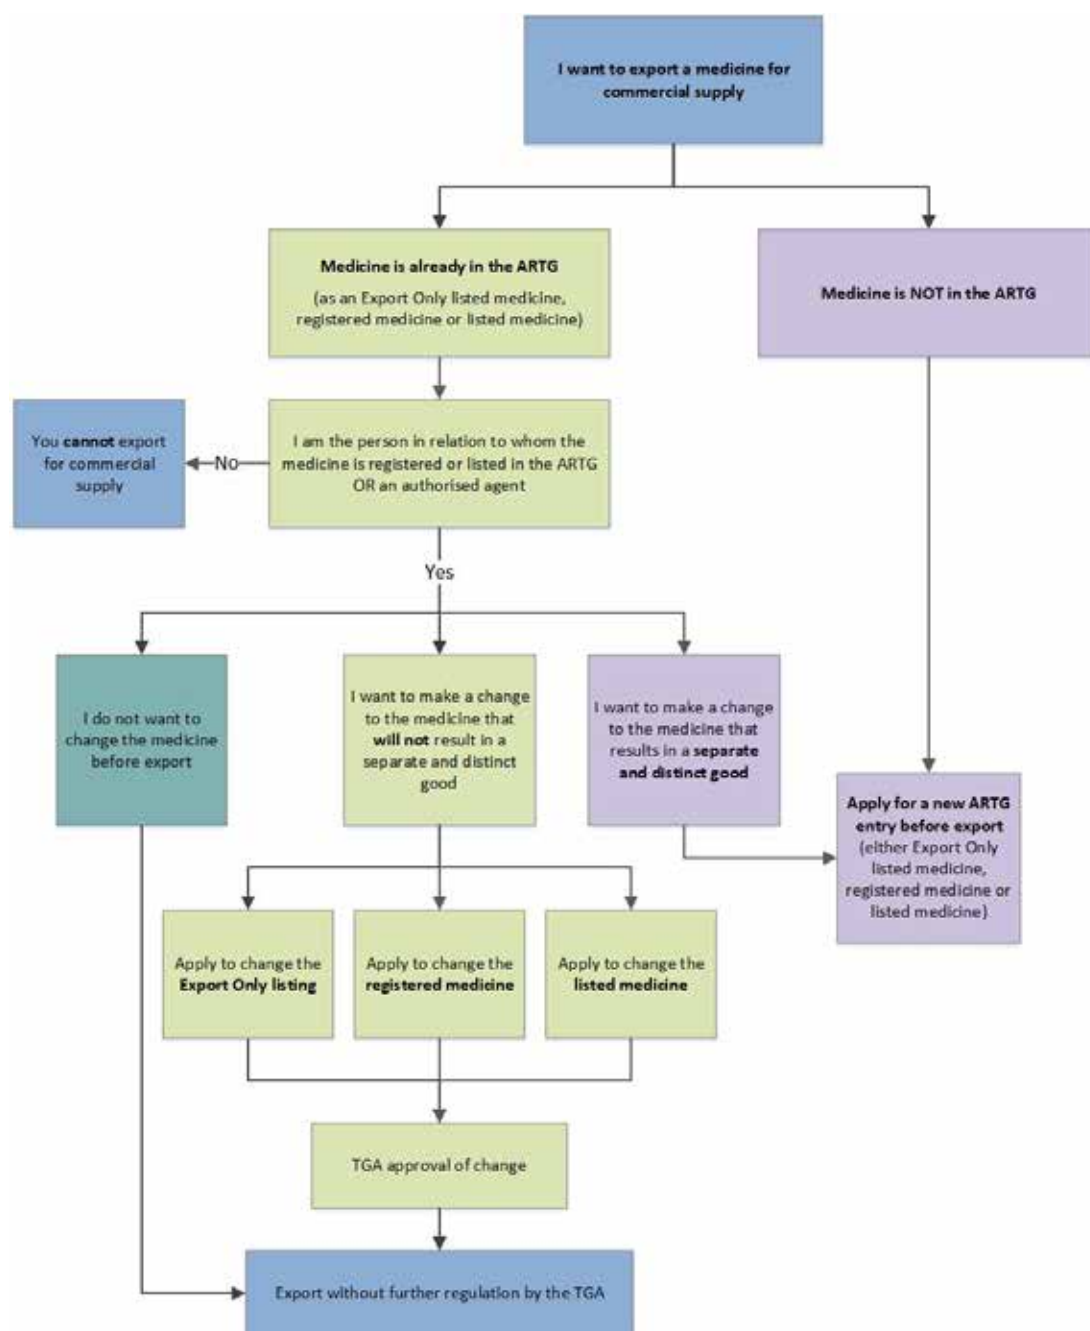 I want to export a medicine for
commercial supply
Medicine is already in the ARTG
(as an Export Only listed medicine,
registered medicine or listed medicine)
Medicine is NOT in the ARTG
You cannot export
for commercial
supply
No
I am the person in relation to whom the
medicine is registered or listed in the ARTG
OR an authorised agent
Yes
I do not want to
change the medicine
before export
I want to make a change
to the medicine that
will not result in a
separate and distinct
good
I want to make a change
to the medicine that
results in a separate
and distinct good
Apply for a new ARTG
entry before export
(either Export Only
listed medicine,
registered medicine or
listed medicine)
Apply to change the
Export Only listing
Apply to change the
registered medicine
Apply to change the
listed medicine
TGA approval of change
Export without further regulation by the TGA